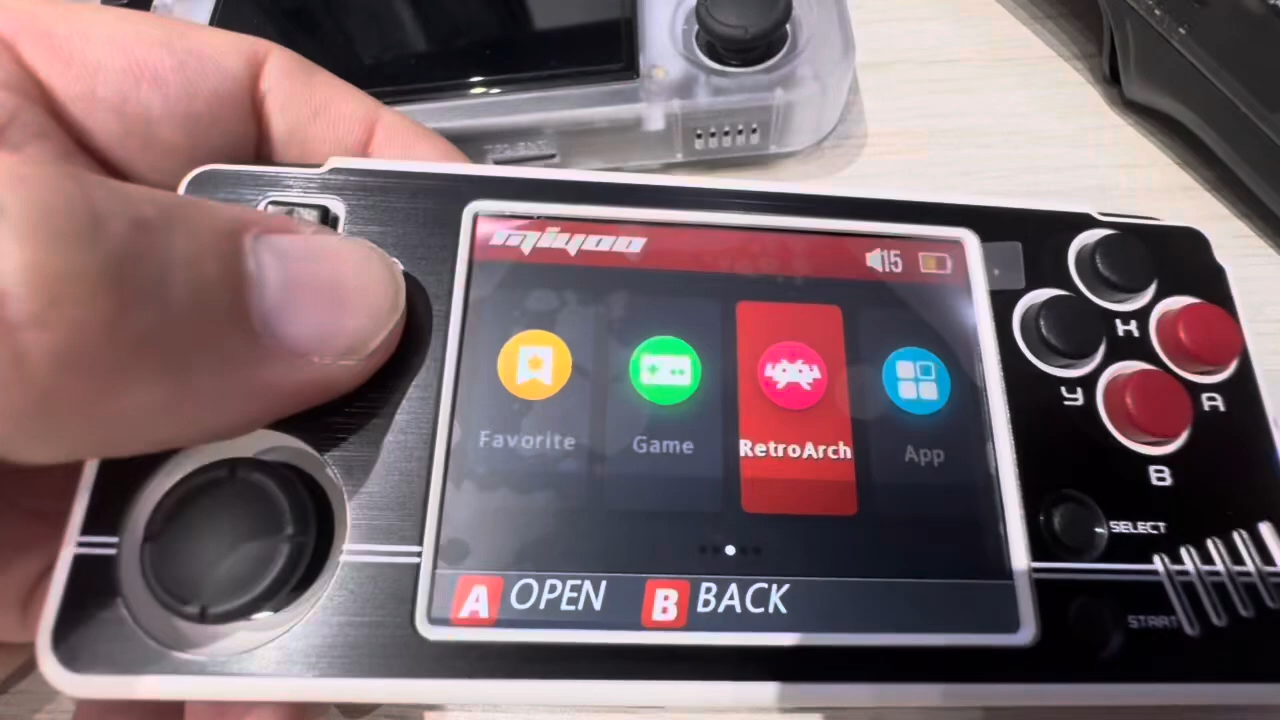 miyoo
15
Favorite
Game
RetroArch
App
A OPEN B BACK
X
Y
A
B
SELECT
START